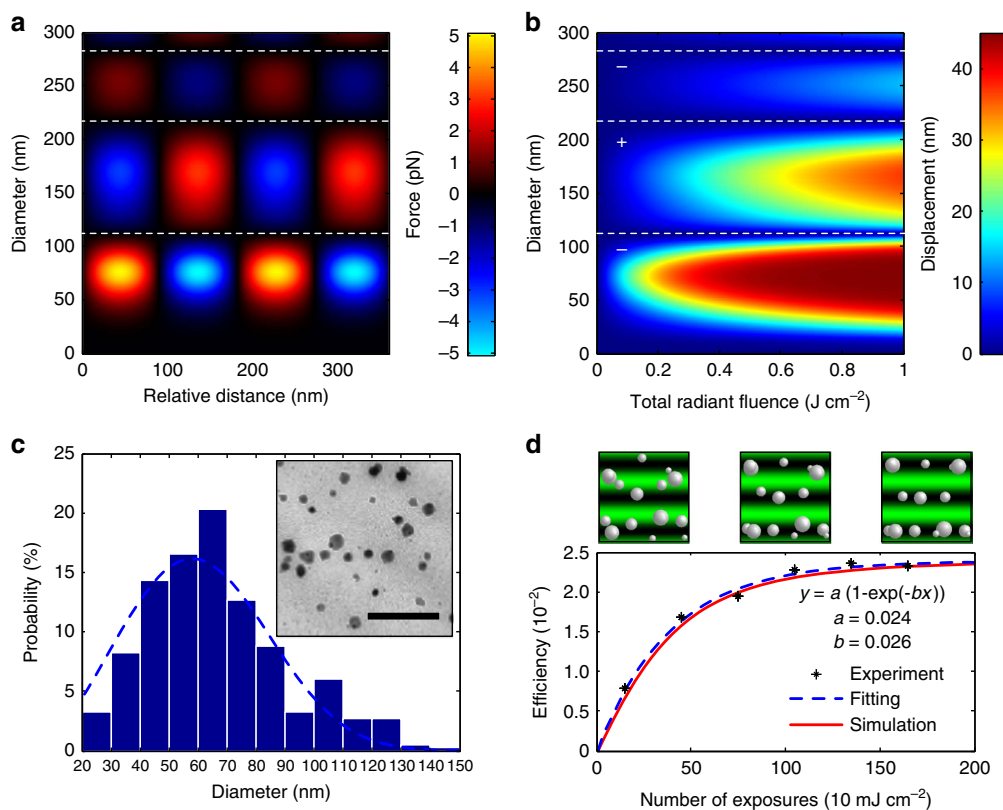 a
300
250
200
150
100
50
0
Diameter (nm)
0
100
200
300
Relative distance (nm)
5
4
3
2
1
0
−1
−2
−3
−4
−5
Force (pN)
b
300
250
200
150
100
50
0
Diameter (nm)
−
+
−
0
0.2
0.4
0.6
0.8
1
Total radiant fluence (J cm⁻²)
40
30
20
10
0
Displacement (nm)
c
25
20
15
10
5
0
Probability (%)
20 30 40 50 60 70 80 90 100 110 120 130 140 150
Diameter (nm)
d
2.5
2.0
1.5
1.0
0.5
0
Efficiency (10⁻²)
y = a (1-exp(-bx))
a = 0.024
b = 0.026
Experiment
Fitting
Simulation
0
50
100
150
200
Number of exposures (10 mJ cm⁻²)